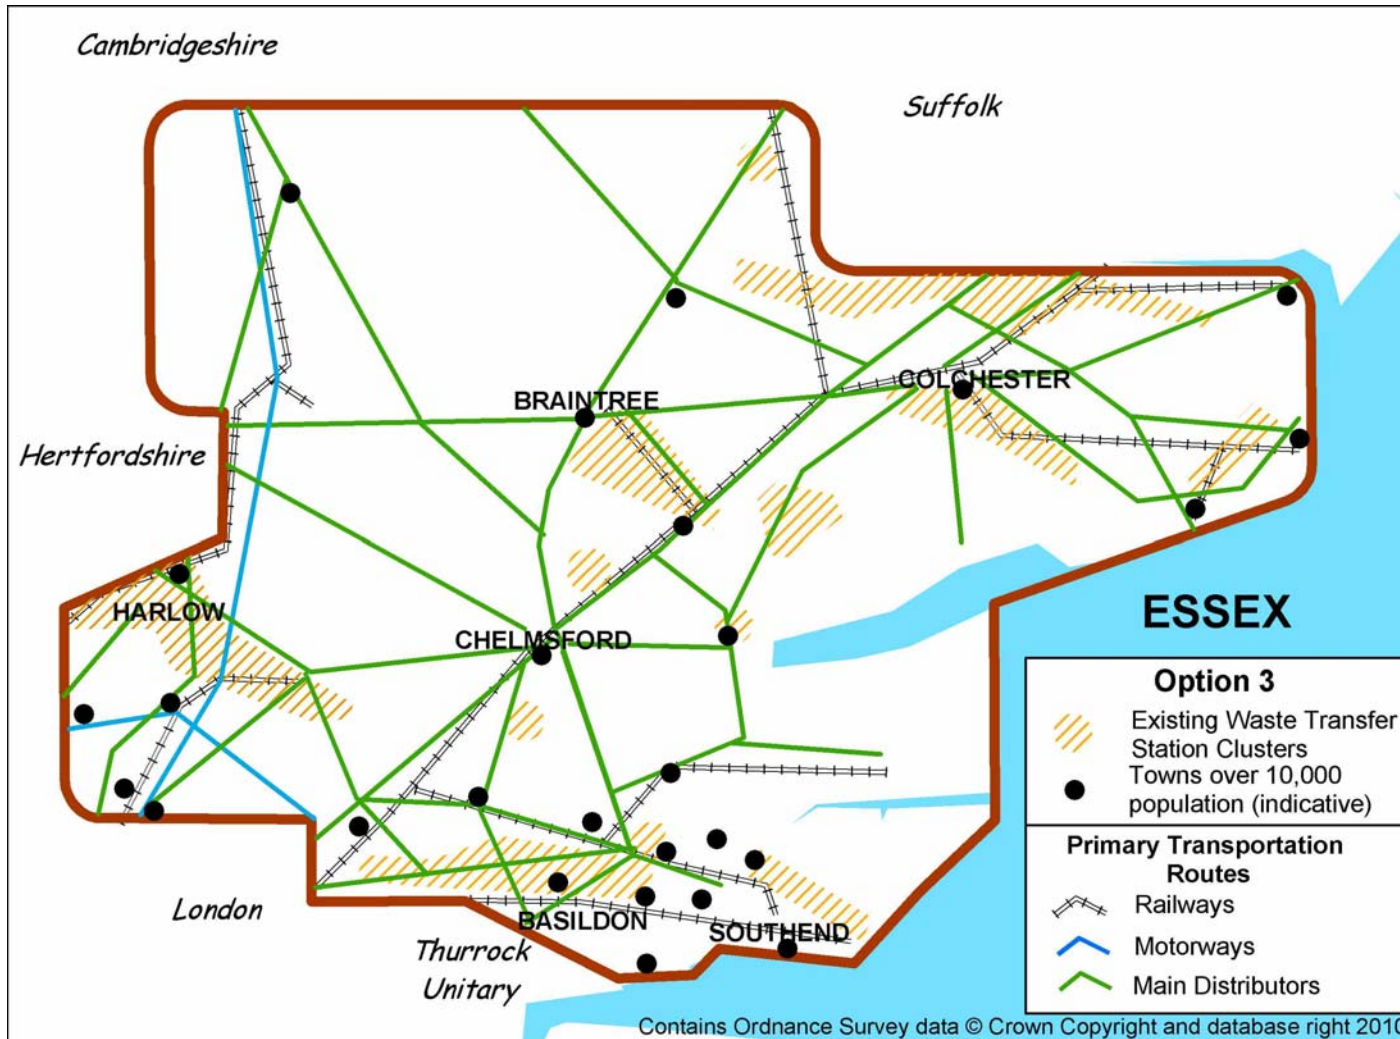 Cambridgeshire
Suffolk
BRAINTREE
COLCHESTER
Hertfordshire
HARLOW
CHELMSFORD
ESSEX
London
BASILDON
SOUTHEND
Thurrock
Unitary
Option 3
Existing Waste Transfer
Station Clusters
Towns over 10,000
population (indicative)
Primary Transportation
Routes
Railways
Motorways
Main Distributors
Contains Ordnance Survey data © Crown Copyright and database right 2010